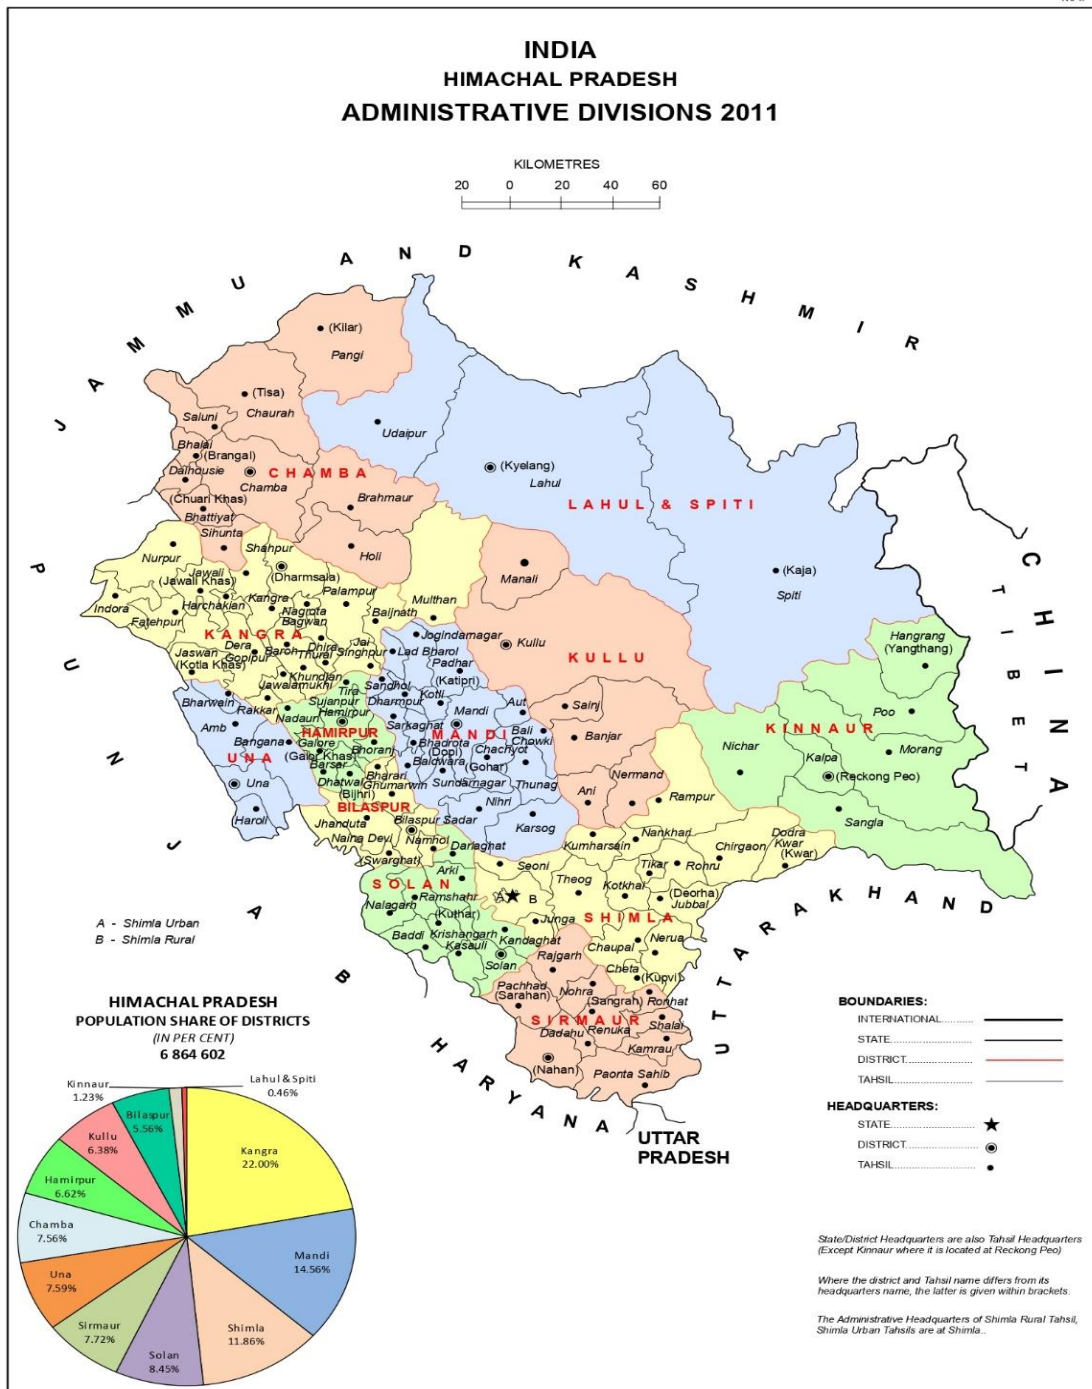 INDIA
HIMACHAL PRADESH
ADMINISTRATIVE DIVISIONS 2011
KILOMETRES
20 0 20 40 60
JAMMU AND KASHMIR
(Kilar)
Pangi
(Tisa)
Chaurah
Saluni
Udaipur
Bhalai
(Brangal)
Dalhousie
CHAMBA
Chamba
(Kyelang)
Lahul
LAHUL & SPITI
(Chuari Khas)
Bhattiyat
Brahmaur
Sihunta
Holi
Manali
(Kaja)
Spiti
CHINA
TIBET
PUNJAB
Nurpur
Shahpur
Jawali
(Jawali Khas)
(Dharmsala)
Indora
Harchakian
Fatehpur
Kangra
Nagrota
Bagwan
Palampur
Baijnath
Multhan
KANGRA
Jaswan
(Kotla Khas)
Dera
Gopipur
Baroh
Dhira
Thural
Jai
Singhpur
Khundian
Jawalamukhi
Jogindarnagar
Lad Bharol
Padhar
(Katipri)
Kullu
KULLU
Hangrang
(Yangthang)
Bharwain
Rakkar
Nadaun
Tira
Sujanpur
Hamirpur
Sandhol
Dharmpur
Kotli
Mandi
Aut
Sainj
Poo
Amb
Bangana
HAMIRPUR
Sarkaghat
MANDI
Bali
Chowki
Banjar
KINNAUR
UNA
Galore
(Galor Khas)
Bhoranj
Bhadrota
(Dopi)
Chachyot
(Gohar)
Nichar
Kalpa
Morang
(Reckong Peo)
Una
Barsar
Dhatwal
(Bijhri)
Bharari
Ghumarwin
Baldwara
Sundarnagar
Thunag
Nermand
Ani
Rampur
Haroli
BILASPUR
Jhanduta
Bilaspur Sadar
Nihri
Karsog
Sangla
Naina Devi
(Swarghat)
Namhol
Darlaghat
Kumharsain
Nankhari
Dodra
Kwar
(Kwar)
Chirgaon
Seoni
Tikar
Rohru
SOLAN
Arki
Theog
Kotkhai
(Deorha)
Jubbal
Nalagarh
Ramshahr
(Kuthar)
A
B
Junga
SHIMLA
Baddi
Krishangarh
Kasauli
Kandaghat
Solan
Chaupal
Nerua
Rajgarh
Cheta
(Kupvi)
Pachhad
(Sarahan)
Nohra
(Sangrah)
Ronhat
SIRMAUR
Dadahu
Renuka
Shalai
Kamrau
(Nahan)
Paonta Sahib
UTTARAKHAND
HARYANA
UTTAR
PRADESH
A - Shimla Urban
B - Shimla Rural
HIMACHAL PRADESH
POPULATION SHARE OF DISTRICTS
(IN PER CENT)
6 864 602
Kinnaur
1.23%
Lahul & Spiti
0.46%
Bilaspur
5.56%
Kullu
6.38%
Kangra
22.00%
Hamirpur
6.62%
Chamba
7.56%
Mandi
14.56%
Una
7.59%
Sirmaur
7.72%
Solan
8.45%
Shimla
11.86%
BOUNDARIES:
INTERNATIONAL...........
STATE...........................
DISTRICT......................
TAHSIL..........................
HEADQUARTERS:
STATE...........................
DISTRICT......................
TAHSIL..........................
State/District Headquarters are also Tahsil Headquarters
(Except Kinnaur where it is located at Reckong Peo)
Where the district and Tahsil name differs from its
headquarters name, the latter is given within brackets.
The Administrative Headquarters of Shimla Rural Tahsil,
Shimla Urban Tahsils are at Shimla..